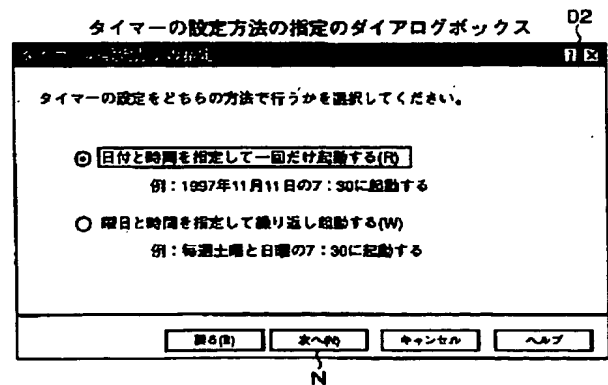 タイマーの設定方法の指定のダイアログボックス
D2
タイマーの設定をどちらの方法で行うかを選択してください。
日付と時間を指定して一回だけ起動する(R)
例：1997年11月11日の7：30に起動する
曜日と時間を指定して繰り返し起動する(W)
例：毎週土曜と日曜の7：30に起動する
戻る(B) 次へ(N) キャンセル ヘルプ
N